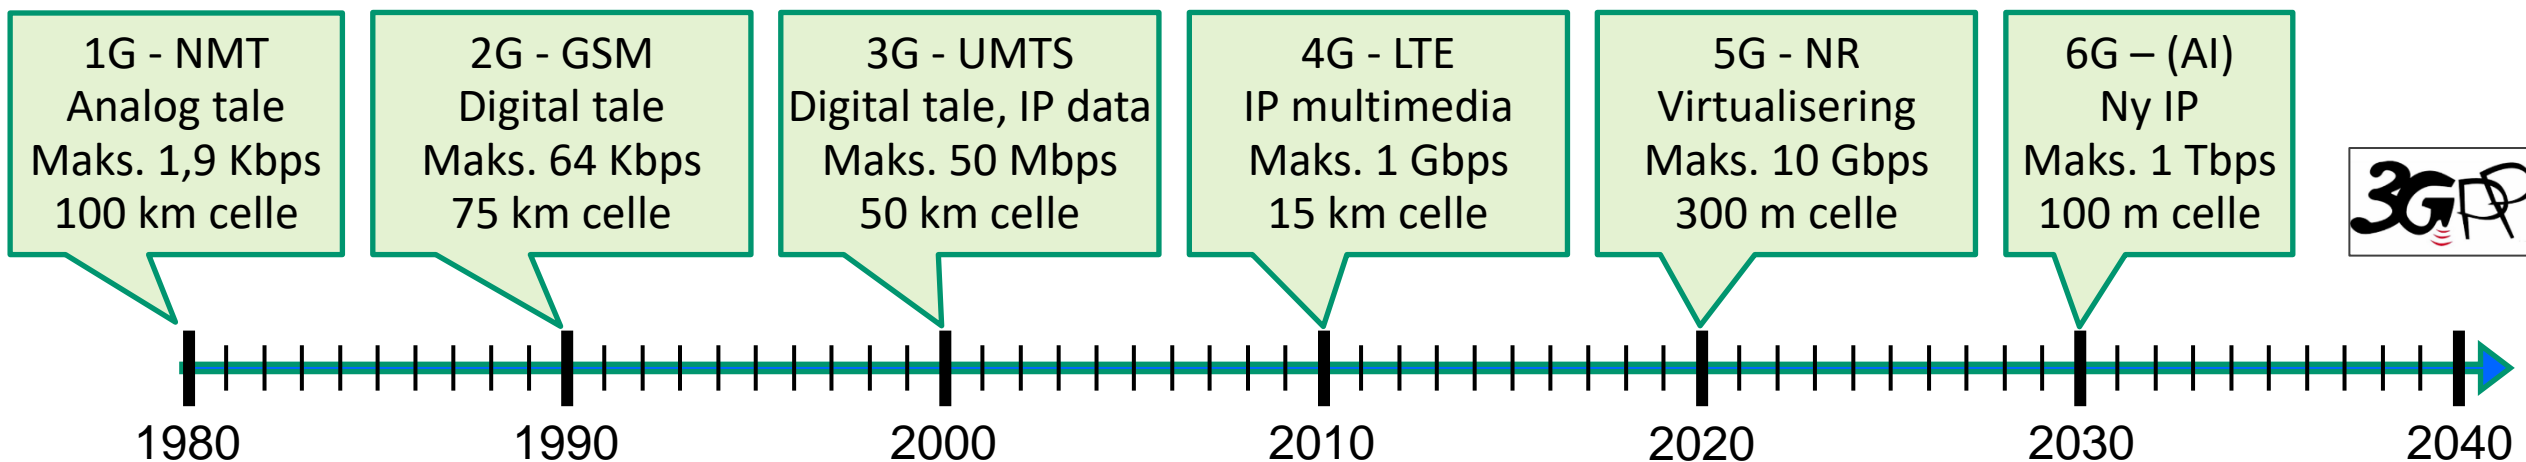 1G - NMT
Analog tale
Maks. 1,9 Kbps
100 km celle
2G - GSM
Digital tale
Maks. 64 Kbps
75 km celle
3G - UMTS
Digital tale, IP data
Maks. 50 Mbps
50 km celle
4G - LTE
IP multimedia
Maks. 1 Gbps
15 km celle
5G - NR
Virtualisering
Maks. 10 Gbps
300 m celle
6G – (AI)
Ny IP
Maks. 1 Tbps
100 m celle
3GPP
1980 1990 2000 2010 2020 2030 2040